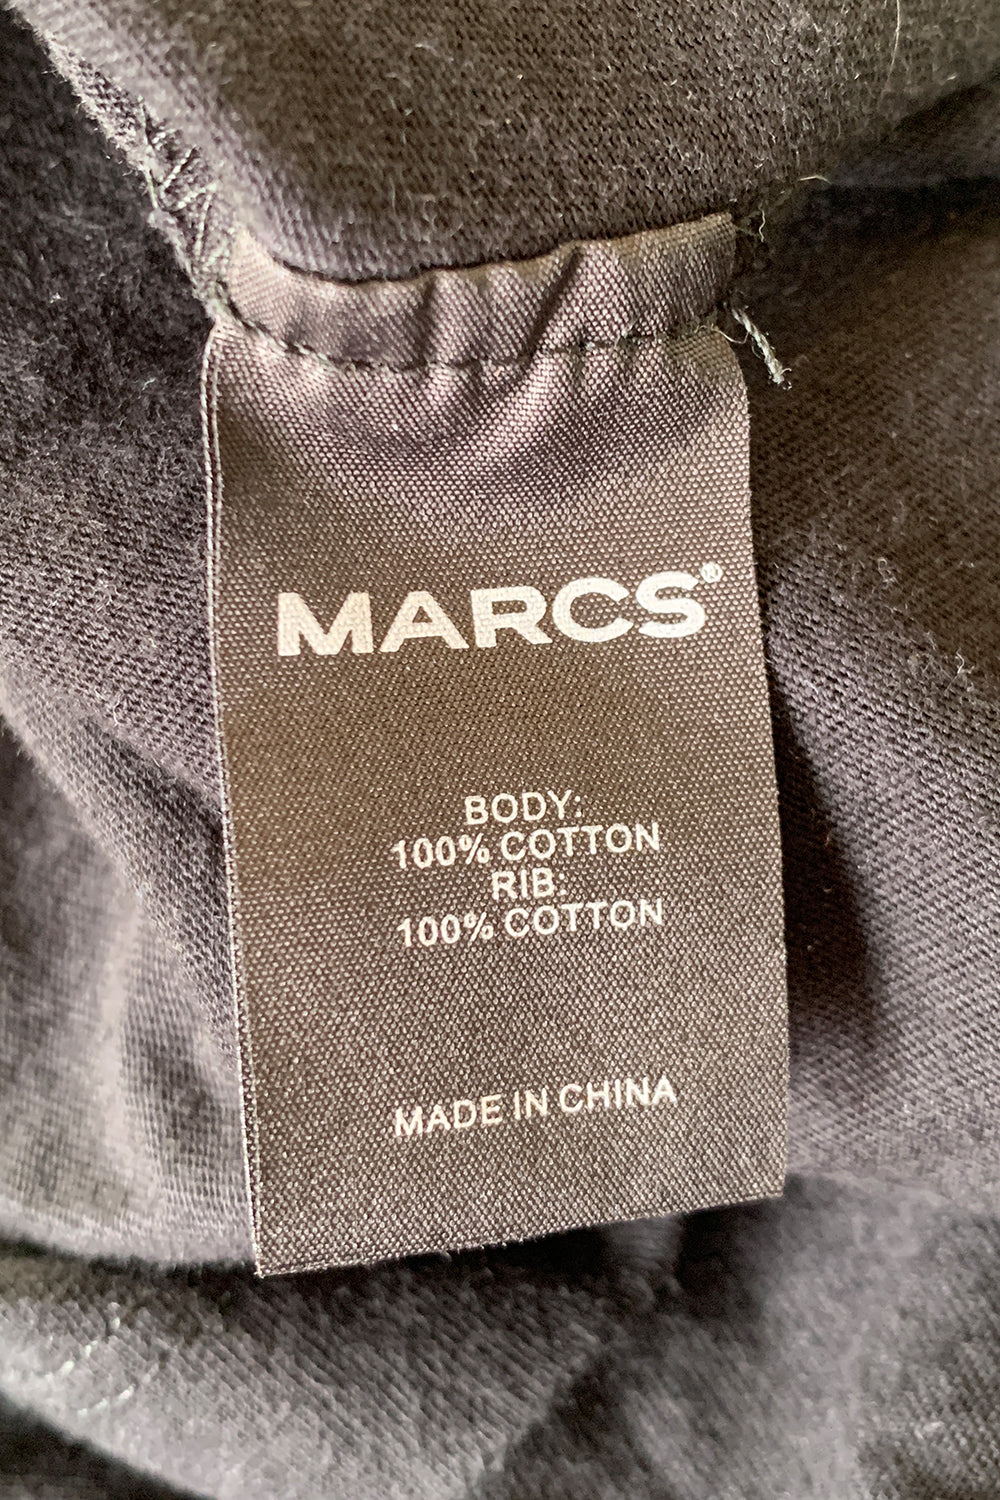 MARCS®
BODY:
100% COTTON
RIB:
100% COTTON
MADE IN CHINA